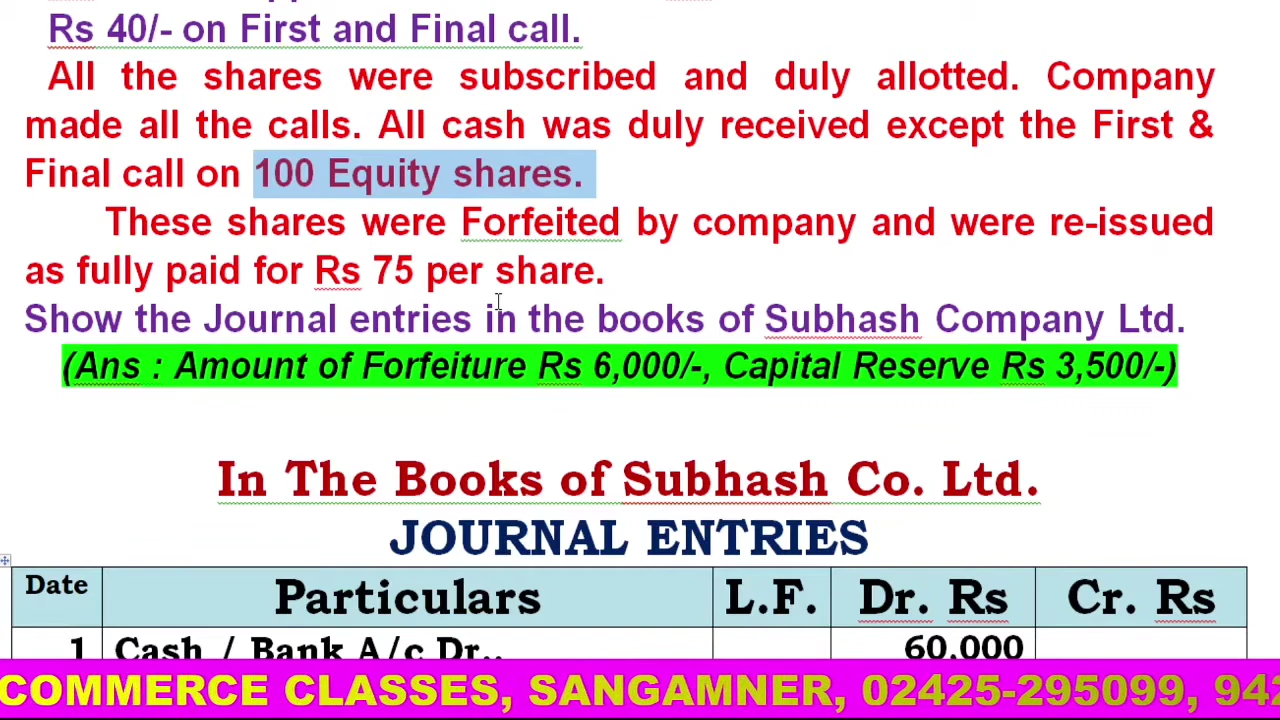 Rs 40/- on First and Final call.
All the shares were subscribed and duly allotted. Company
made all the calls. All cash was duly received except the First &
Final call on 100 Equity shares.
These shares were Forfeited by company and were re-issued
as fully paid for Rs 75 per share.
Show the Journal entries in the books of Subhash Company Ltd.
(Ans : Amount of Forfeiture Rs 6,000/-, Capital Reserve Rs 3,500/-)
In The Books of Subhash Co. Ltd.
JOURNAL ENTRIES
Date Particulars L.F. Dr. Rs Cr. Rs
1 Cash / Bank A/c Dr.. 60,000
COMMERCE CLASSES, SANGAMNER, 02425-295099, 942